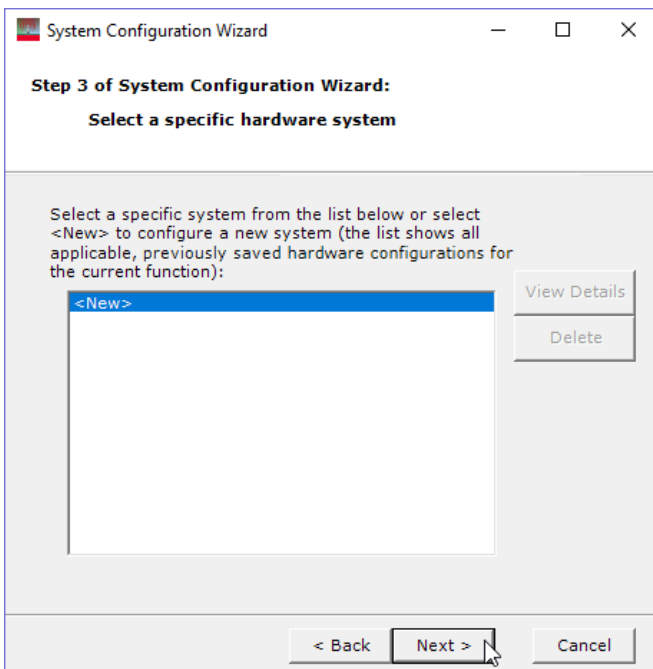 System Configuration Wizard
Step 3 of System Configuration Wizard:
Select a specific hardware system
Select a specific system from the list below or select
<New> to configure a new system (the list shows all
applicable, previously saved hardware configurations for
the current function):
<New>
View Details
Delete
< Back
Next >
Cancel